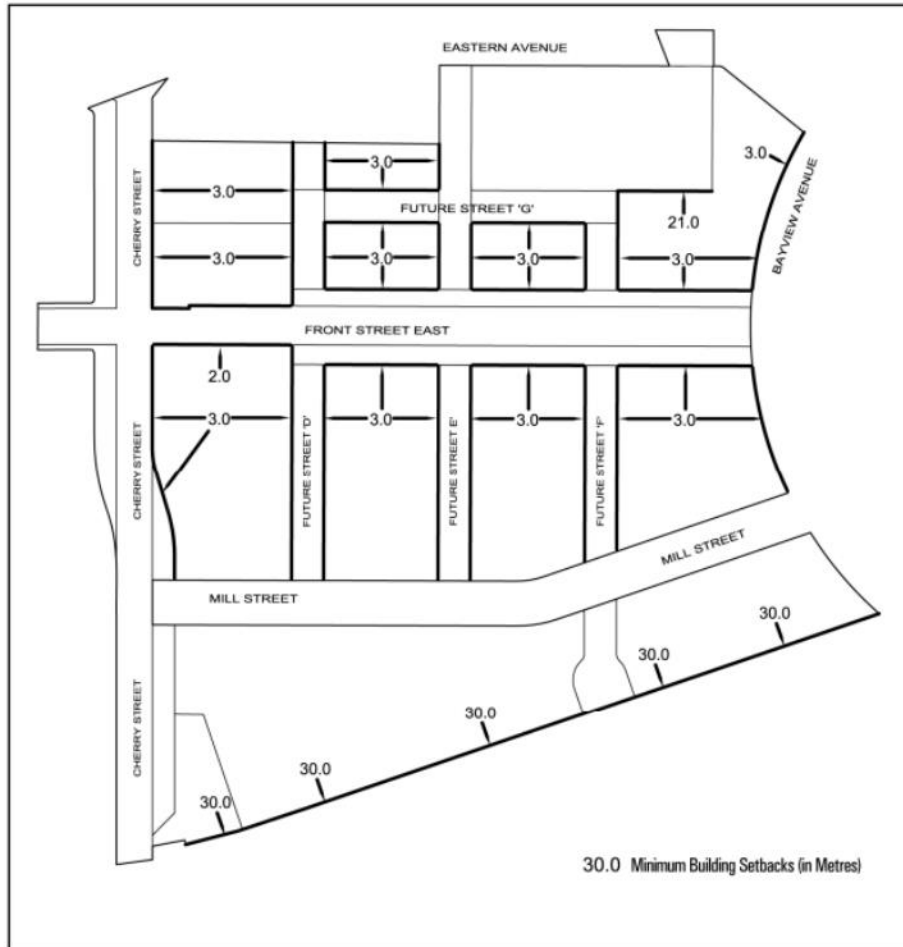 EASTERN AVENUE
CHERRY STREET
3.0
3.0
3.0
BAYVIEW AVENUE
FUTURE STREET 'G'
21.0
3.0
3.0
3.0
3.0
FRONT STREET EAST
2.0
3.0
3.0
3.0
3.0
CHERRY STREET
FUTURE STREET 'D'
FUTURE STREET E'
FUTURE STREET 'F'
MILL STREET
MILL STREET
CHERRY STREET
30.0
30.0
30.0
30.0
30.0
30.0 Minimum Building Setbacks (in Metres)